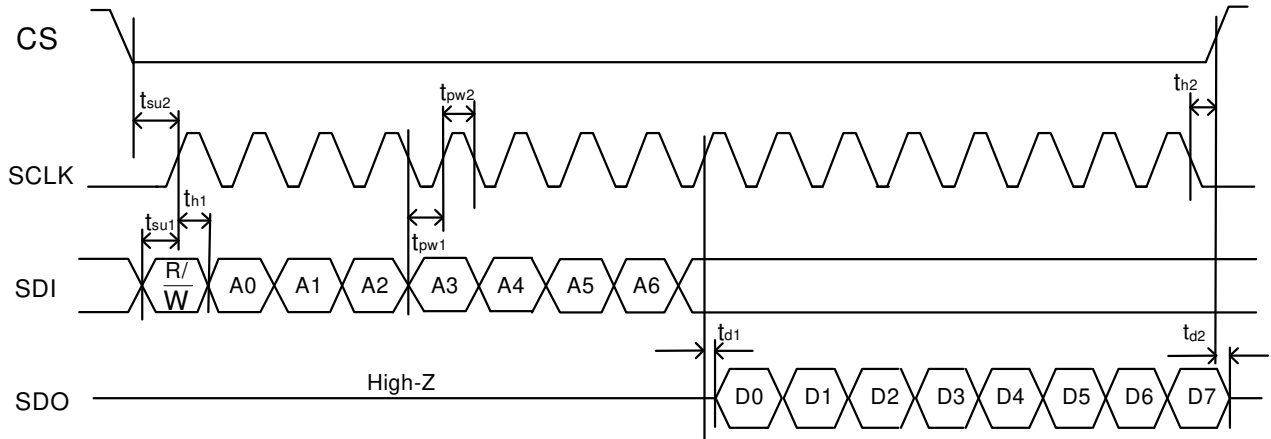 CS
tsu2
tpw2
th2
SCLK
th1
tsu1
tpw1
SDI
R/W A0 A1 A2 A3 A4 A5 A6
td1
td2
High-Z
SDO
D0 D1 D2 D3 D4 D5 D6 D7